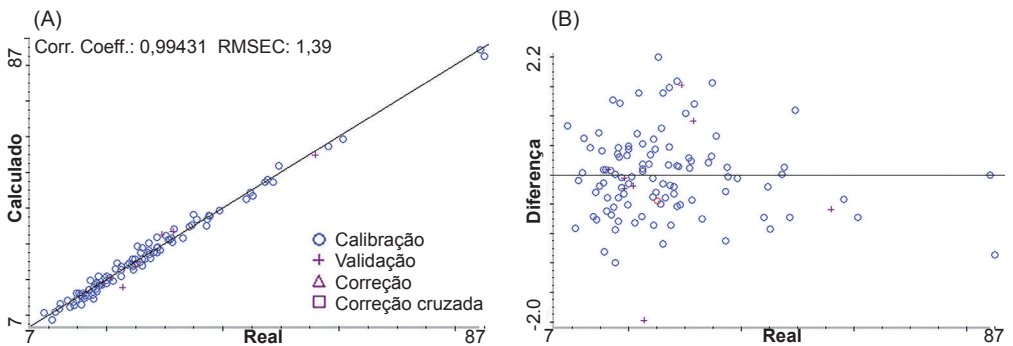 (A)
Corr. Coeff.: 0,99431 RMSEC: 1,39
87
Calculado
7
7
Real
87
Calibração
Validação
Correção
Correção cruzada
(B)
2.2
Diferença
-2.0
7
Real
87